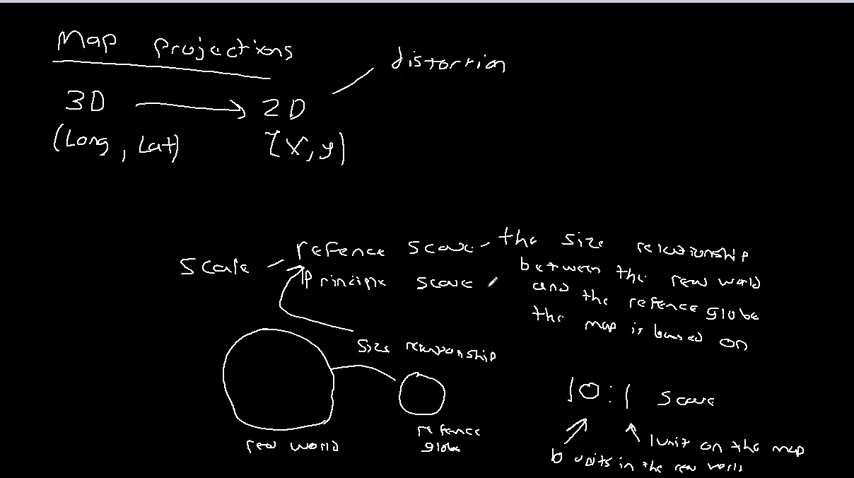 Map projections
distortion
3D 2D
(Long, Lat) [X, y]
Scale - refence scale - the size relationship
between the real world
and the refence globe
the map is based on
Principle scale
size relationship
10:1 scale
refence
globe
real world
1 unit on the map
10 units in the real world